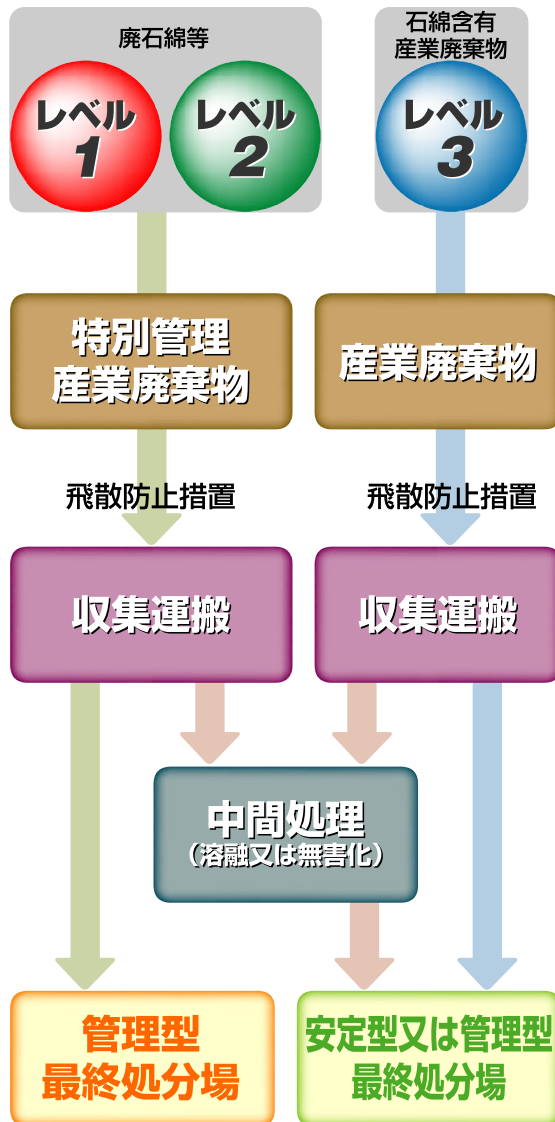 廃石綿等
石綿含有
産業廃棄物
レベル
1
レベル
2
レベル
3
特別管理
産業廃棄物
産業廃棄物
飛散防止措置
飛散防止措置
収集運搬
収集運搬
中間処理
（溶融又は無害化）
管理型
最終処分場
安定型又は管理型
最終処分場